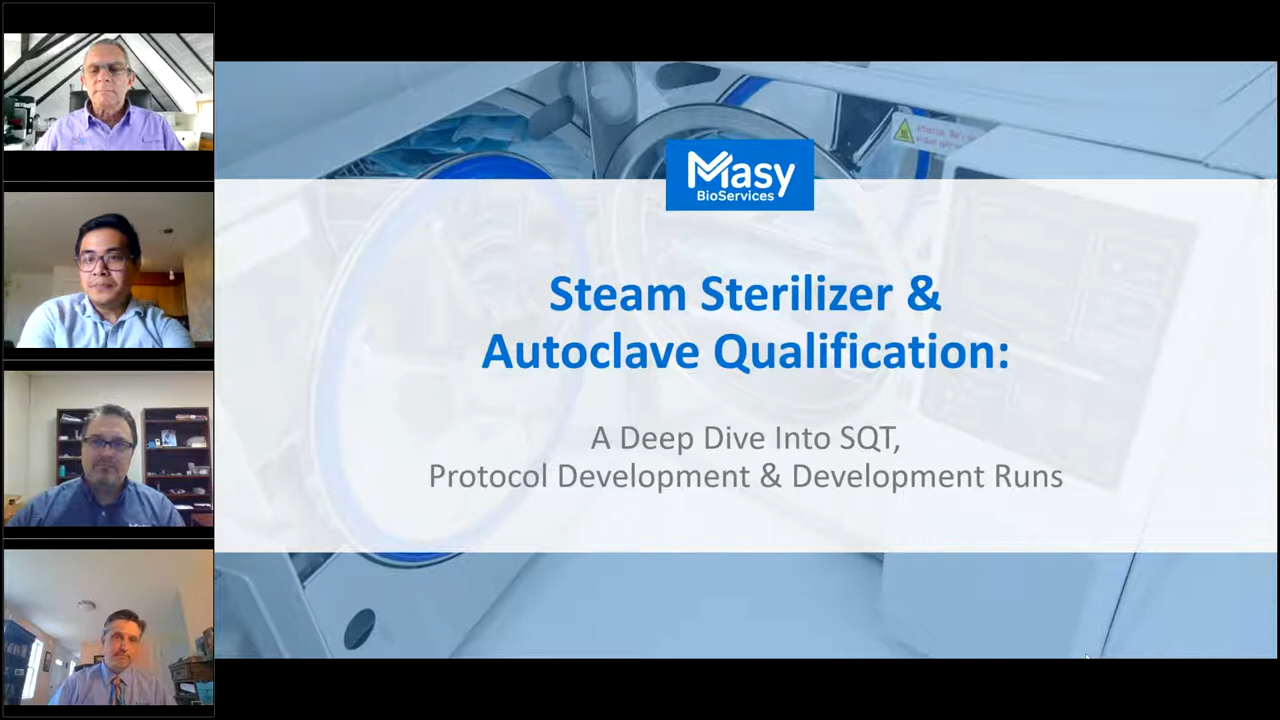 Masy
BioServices
Steam Sterilizer &
Autoclave Qualification:
A Deep Dive Into SQT,
Protocol Development & Development Runs